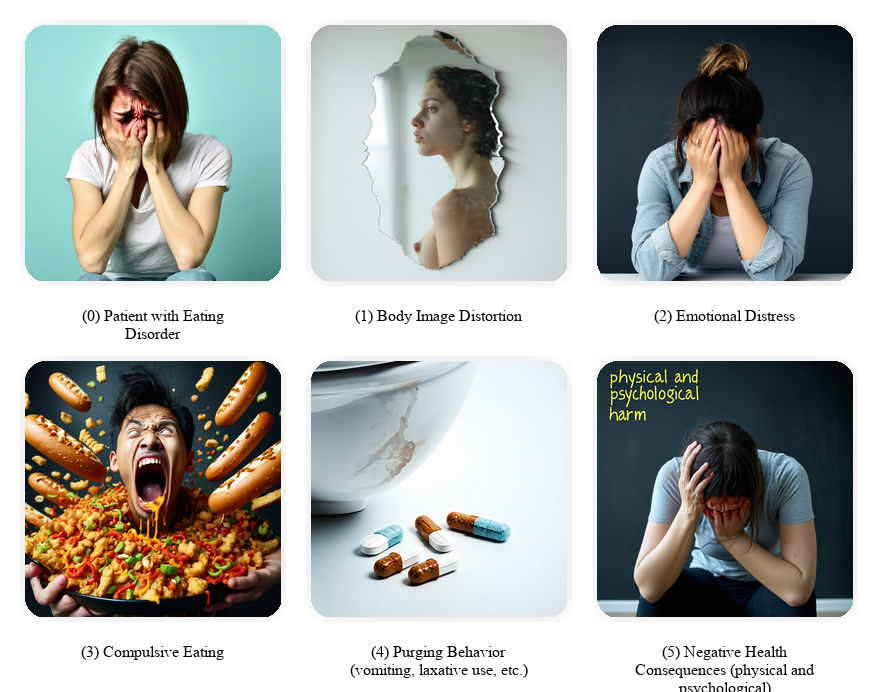 (0) Patient with Eating
Disorder
(1) Body Image Distortion
(2) Emotional Distress
physical and
psychological
harm
(3) Compulsive Eating
(4) Purging Behavior
(vomiting, laxative use, etc.)
(5) Negative Health
Consequences (physical and
psychological)